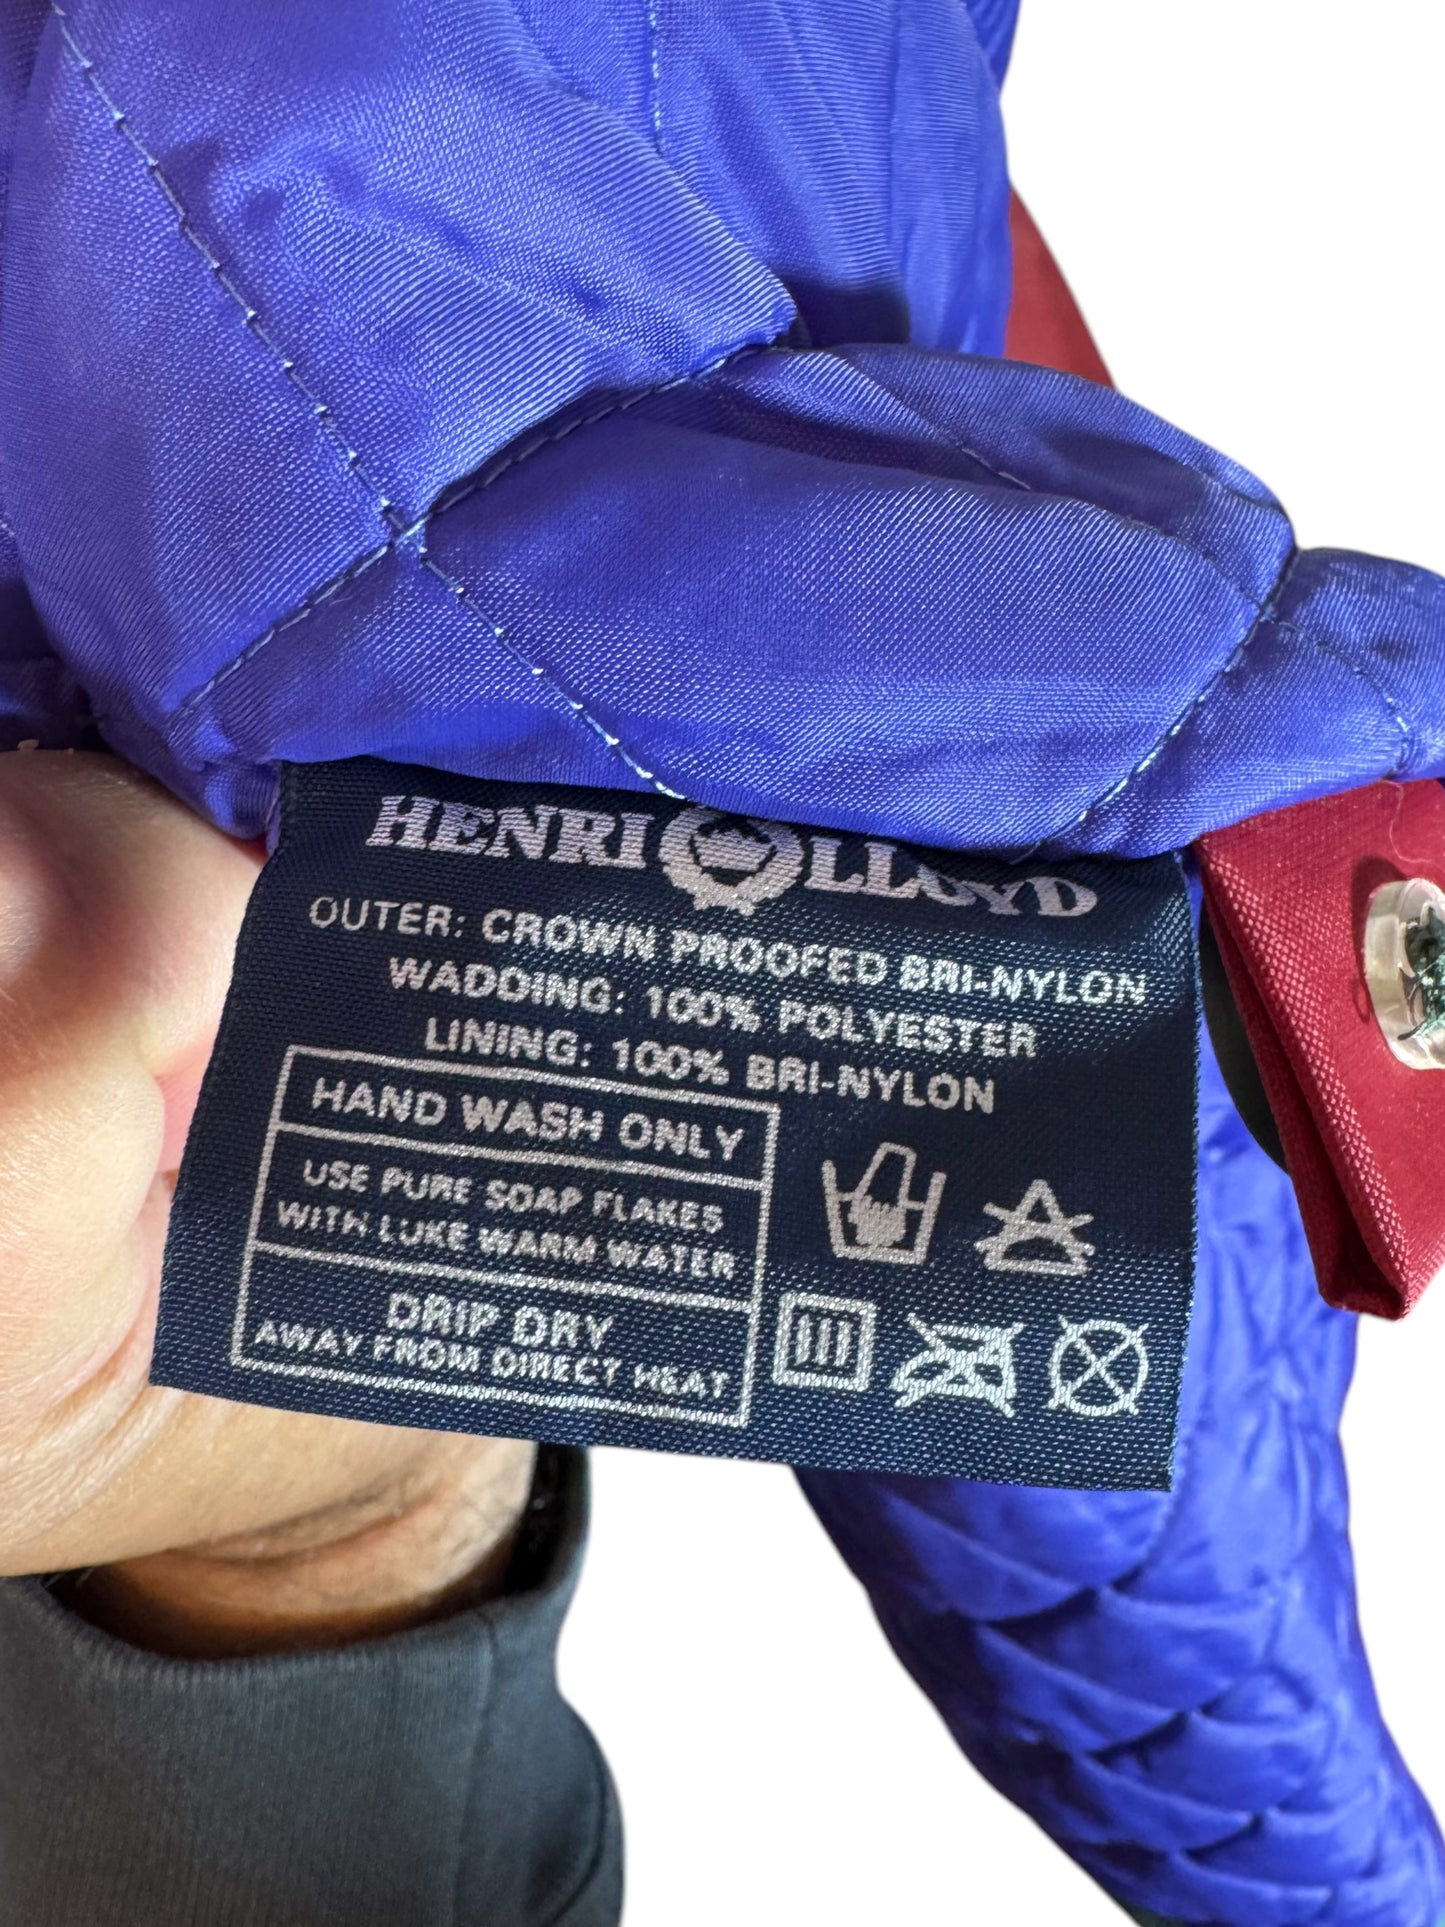 HENRI LLOYD
OUTER: CROWN PROOFED BRI-NYLON
WADDING: 100% POLYESTER
LINING: 100% BRI-NYLON
HAND WASH ONLY
USE PURE SOAP FLAKES
WITH LUKE WARM WATER
DRIP DRY
AWAY FROM DIRECT HEAT